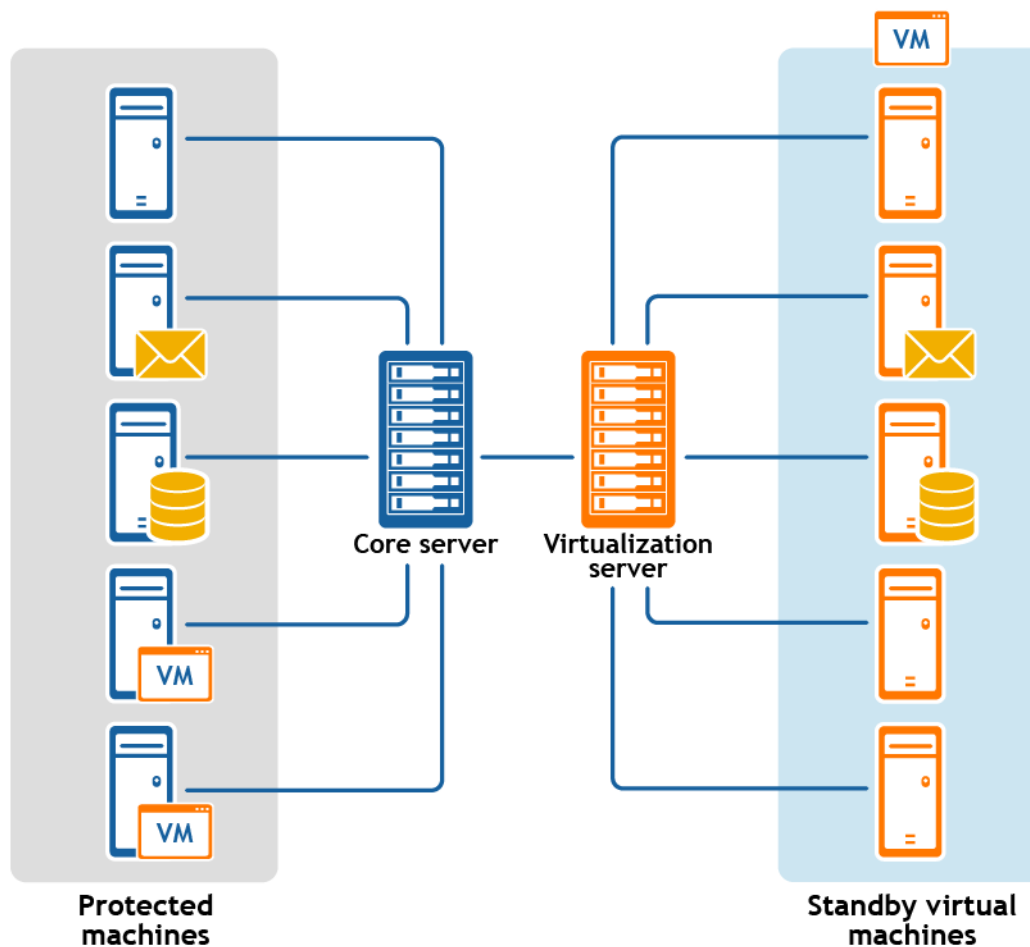 VM
Core server
Virtualization
server
VM
VM
Protected
machines
Standby virtual
machines